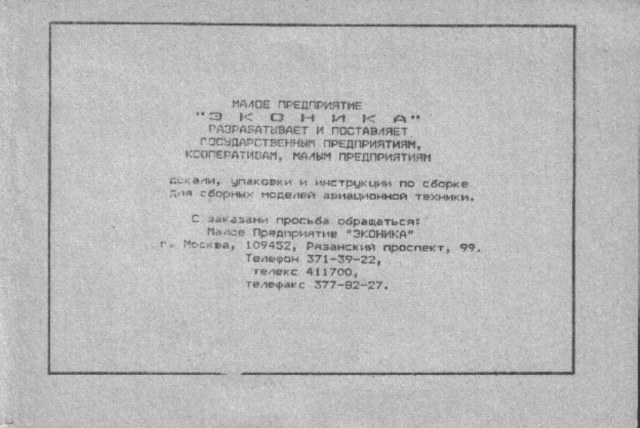 МАЛОЕ ПРЕДПРИЯТИЕ
"Э К О Н И К А"
РАЗРАБАТЫВАЕТ И ПОСТАВЛЯЕТ
ГОСУДАРСТВЕННЫМ ПРЕДПРИЯТИЯМ,
КООПЕРАТИВАМ, МАЛЫМ ПРЕДПРИЯТИЯМ
декали, упаковки и инструкции по сборке
для сборных моделей авиационной техники.
С заказами просьба обращаться:
Малое Предприятие "ЭКОНИКА"
г. Москва, 109452, Рязанский проспект, 99.
Телефон 371-39-22,
телекс 411700,
телефакс 377-82-27.